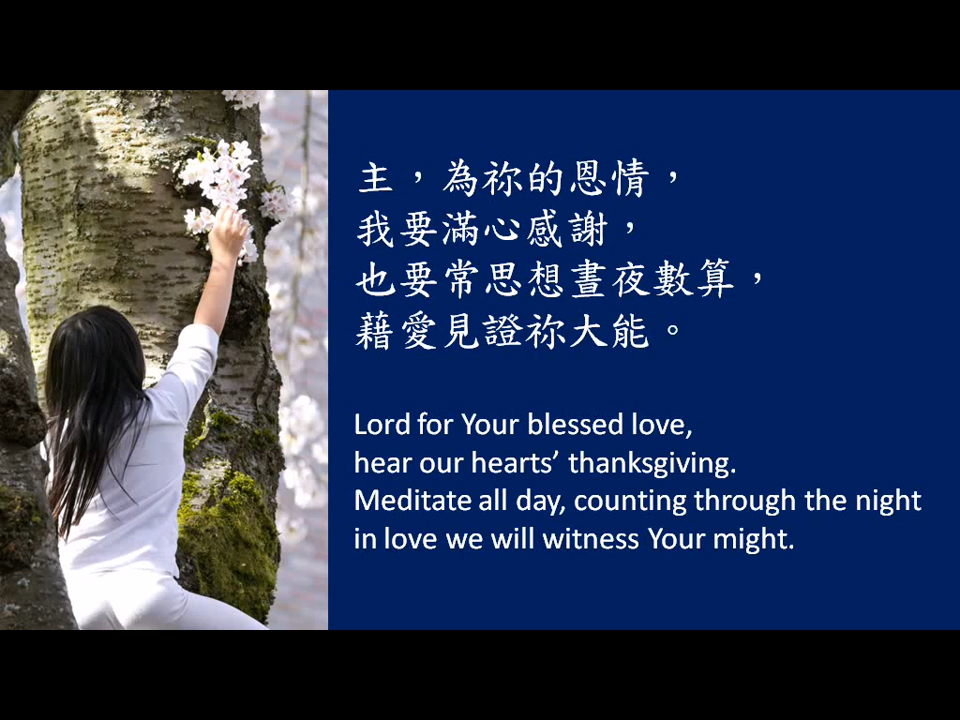 主，為祢的恩情，
我要滿心感謝，
也要常思想晝夜數算，
藉愛見證祢大能。
Lord for Your blessed love,
hear our hearts’ thanksgiving.
Meditate all day, counting through the night
in love we will witness Your might.